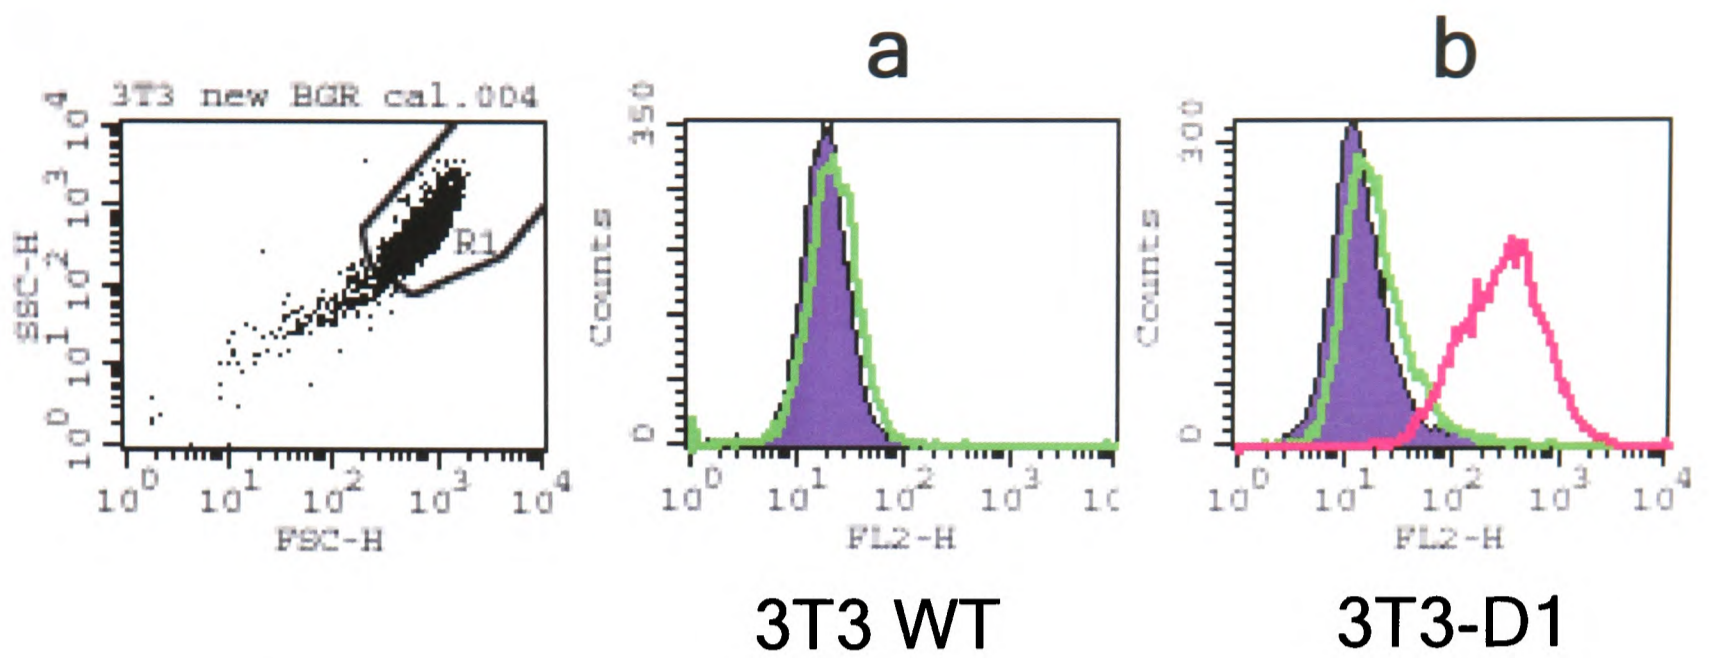 a
b
3T3 new BGR cal.004
SSC-H
10^0 10^1 10^2 10^3 10^4
R1
10^0 10^1 10^2 10^3 10^4
FSC-H
350
Counts
0
10^0 10^1 10^2 10^3 10
FL2-H
300
Counts
0
10^0 10^1 10^2 10^3 10^4
FL2-H
3T3 WT
3T3-D1